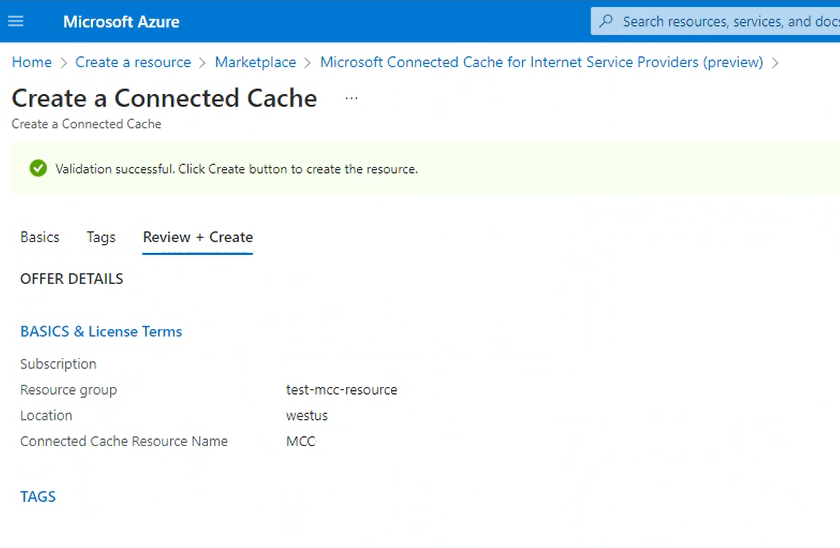 Microsoft Azure
Search resources, services, and docs
Home > Create a resource > Marketplace > Microsoft Connected Cache for Internet Service Providers (preview) >
Create a Connected Cache ...
Create a Connected Cache
Validation successful. Click Create button to create the resource.
Basics Tags Review + Create
OFFER DETAILS
BASICS & License Terms
Subscription
Resource group test-mcc-resource
Location westus
Connected Cache Resource Name MCC
TAGS